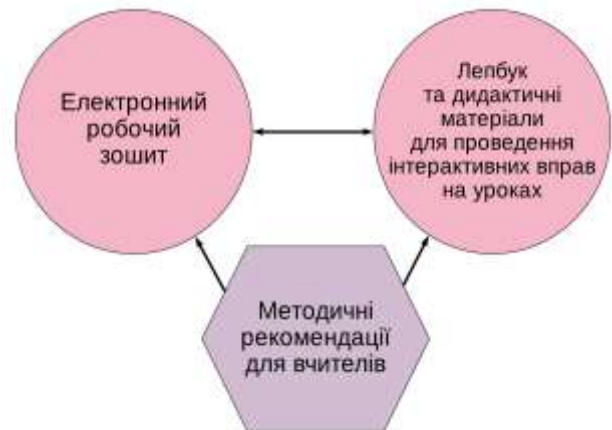 Електронний
робочий
зошит
Лепбук
та дидактичні
матеріали
для проведення
інтерактивних вправ
на уроках
Методичні
рекомендації
для вчителів